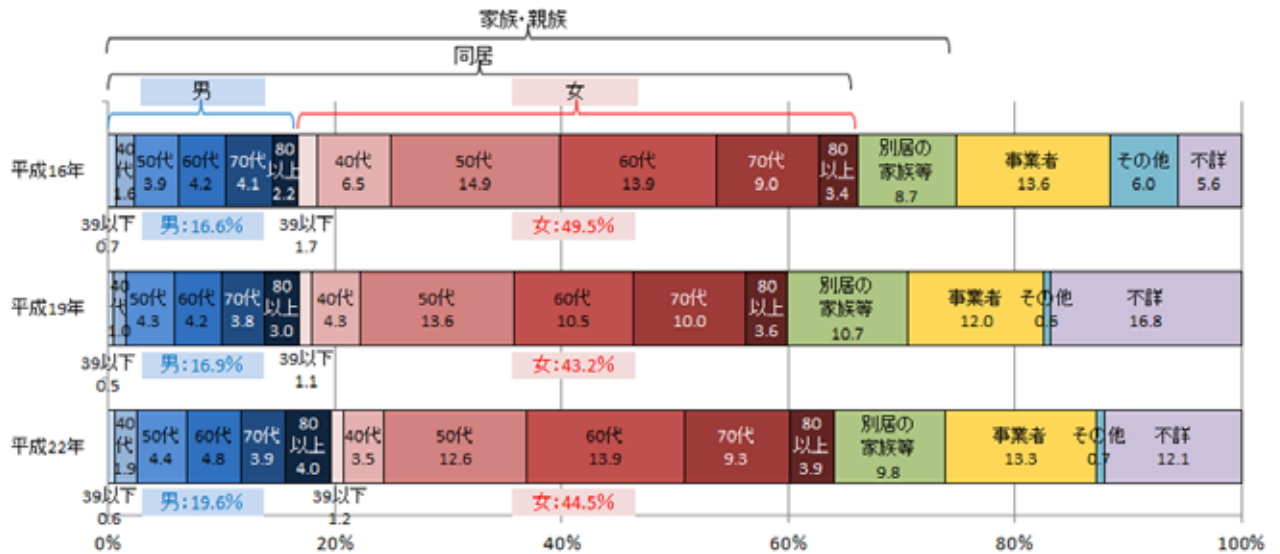 家族・親族
同居
男 女
平成16年
40代 1.6
50代 3.9
60代 4.2
70代 4.1
80以上 2.2
40代 6.5
50代 14.9
60代 13.9
70代 9.0
80以上 3.4
別居の家族等 8.7
事業者 13.6
その他 6.0
不詳 5.6
39以下 0.7
男:16.6%
39以下 1.7
女:49.5%
平成19年
40代 1.0
50代 4.3
60代 4.2
70代 3.8
80以上 3.0
40代 4.3
50代 13.6
60代 10.5
70代 10.0
80以上 3.6
別居の家族等 10.7
事業者 12.0
その他 0.5
不詳 16.8
39以下 0.5
男:16.9%
39以下 1.1
女:43.2%
平成22年
40代 1.9
50代 4.4
60代 4.8
70代 3.9
80以上 4.0
40代 3.5
50代 12.6
60代 13.9
70代 9.3
80以上 3.9
別居の家族等 9.8
事業者 13.3
その他 0.7
不詳 12.1
39以下 0.6
男:19.6%
39以下 1.2
女:44.5%
0% 20% 40% 60% 80% 100%